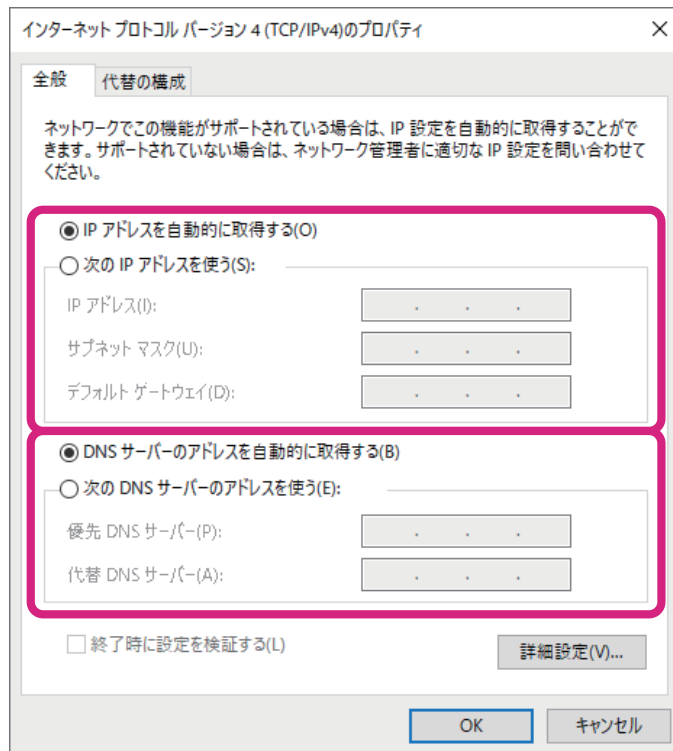 インターネット プロトコル バージョン 4 (TCP/IPv4)のプロパティ
全般
代替の構成
ネットワークでこの機能がサポートされている場合は、IP 設定を自動的に取得することがで
きます。サポートされていない場合は、ネットワーク管理者に適切な IP 設定を問い合わせて
ください。
IP アドレスを自動的に取得する(O)
次の IP アドレスを使う(S):
IP アドレス(I):
サブネット マスク(U):
デフォルト ゲートウェイ(D):
DNS サーバーのアドレスを自動的に取得する(B)
次の DNS サーバーのアドレスを使う(E):
優先 DNS サーバー(P):
代替 DNS サーバー(A):
終了時に設定を検証する(L)
詳細設定(V)...
OK
キャンセル